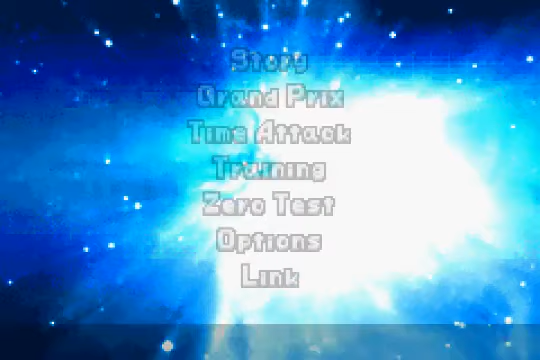 Story
Grand Prix
Time Attack
Training
Zero Test
Options
Link